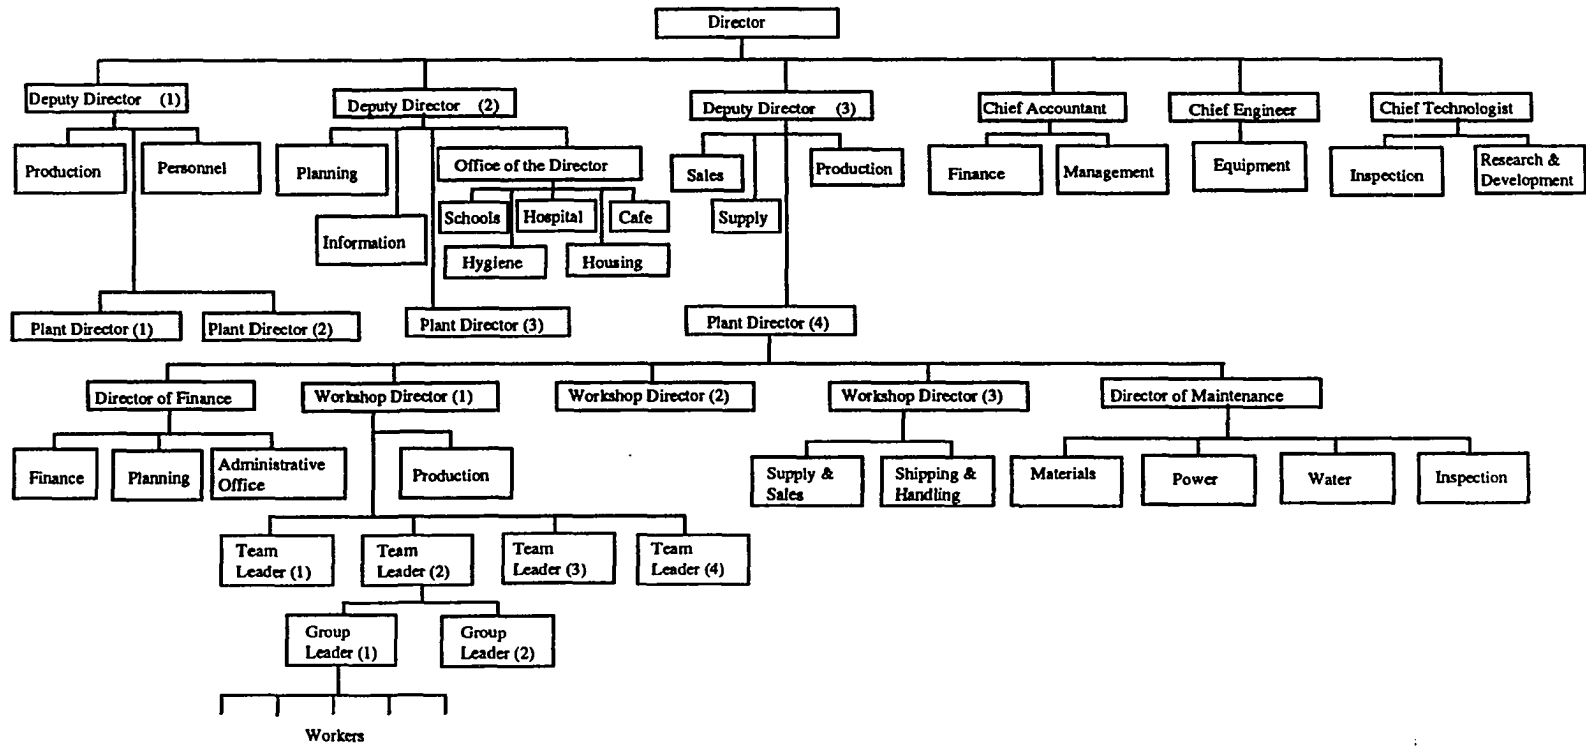 Director
Deputy Director (1)
Deputy Director (2)
Deputy Director (3)
Chief Accountant
Chief Engineer
Chief Technologist
Production
Personnel
Planning
Office of the Director
Information
Schools
Hospital
Cafe
Hygiene
Housing
Sales
Production
Supply
Finance
Management
Equipment
Inspection
Research &
Development
Plant Director (1)
Plant Director (2)
Plant Director (3)
Plant Director (4)
Director of Finance
Workshop Director (1)
Workshop Director (2)
Workshop Director (3)
Director of Maintenance
Finance
Planning
Administrative
Office
Production
Supply &
Sales
Shipping &
Handling
Materials
Power
Water
Inspection
Team
Leader (1)
Team
Leader (2)
Team
Leader (3)
Team
Leader (4)
Group
Leader (1)
Group
Leader (2)
Workers